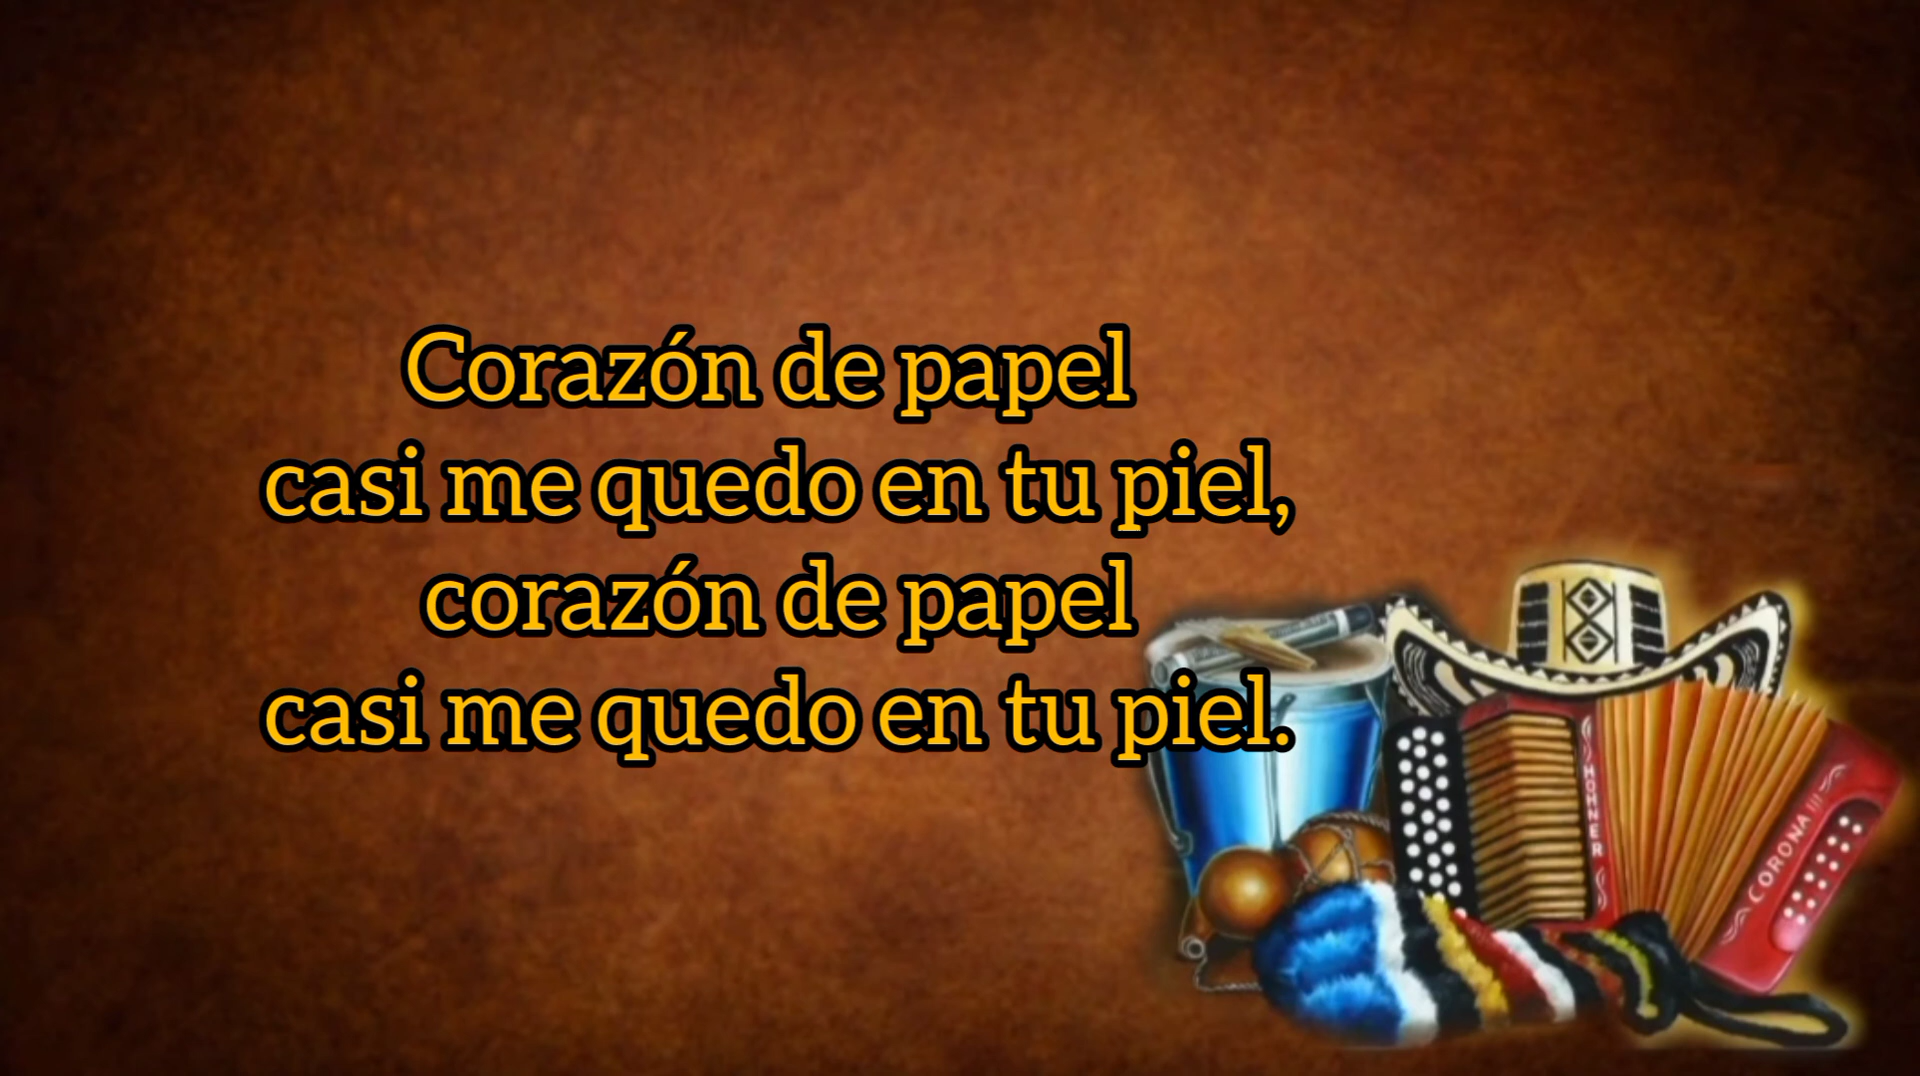 Corazón de papel
casi me quedo en tu piel,
corazón de papel
casi me quedo en tu piel.
HOHNER
CORONA III